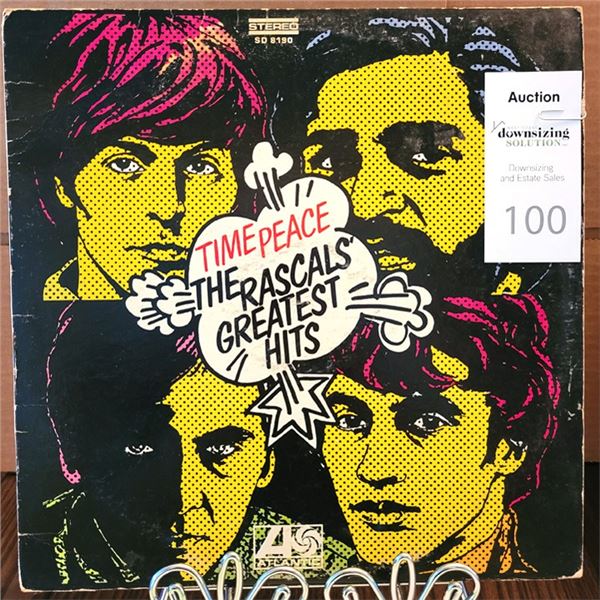 STEREO
SD 8190
TIME PEACE
THE RASCALS'
GREATEST
HITS
ATLANTIC
Auction
downsizing
SOLUTION
Downsizing
and Estate Sales
100